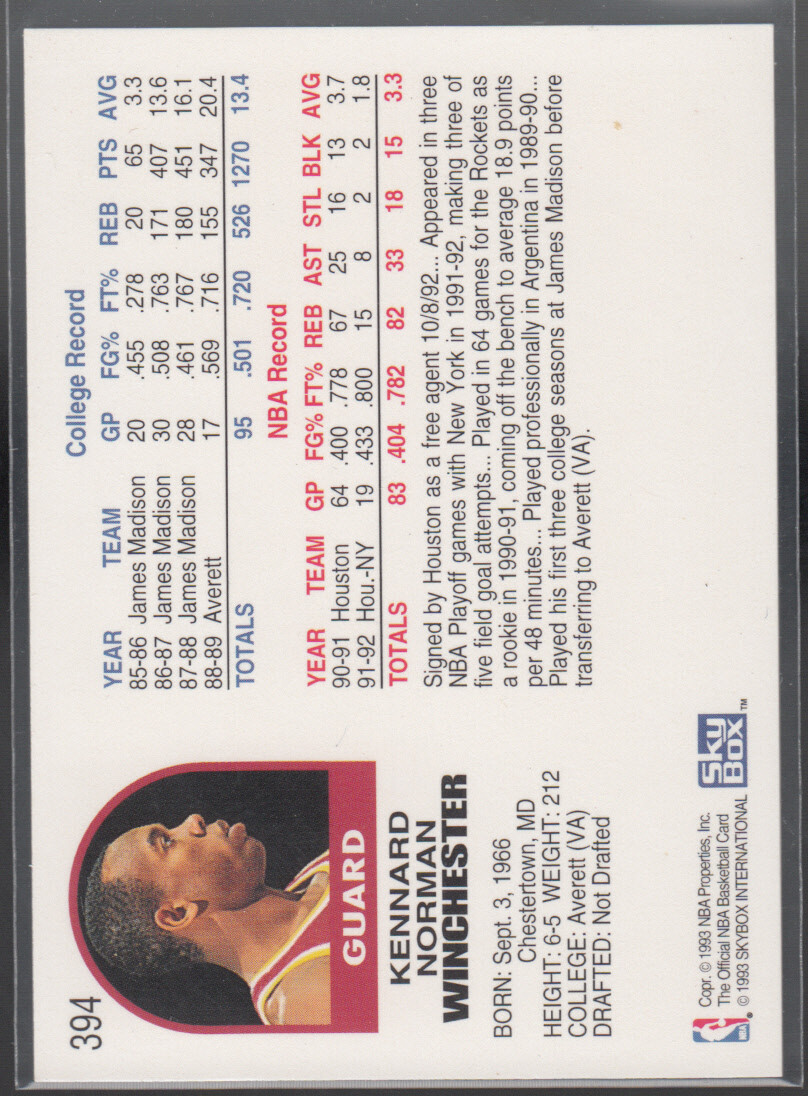 394
GUARD
KENNARD
NORMAN
WINCHESTER
BORN: Sept. 3, 1966
Chestertown, MD
HEIGHT: 6-5 WEIGHT: 212
COLLEGE: Averett (VA)
DRAFTED: Not Drafted
NBA
®
Copr. © 1993 NBA Properties, Inc.
The Official NBA Basketball Card
© 1993 SKYBOX INTERNATIONAL
Sky
Box
™
College Record
YEAR TEAM GP FG% FT% REB PTS AVG
85-86 James Madison 20 .455 .278 20 65 3.3
86-87 James Madison 30 .508 .763 171 407 13.6
87-88 James Madison 28 .461 .767 180 451 16.1
88-89 Averett 17 .569 .716 155 347 20.4
TOTALS 95 .501 .720 526 1270 13.4
NBA Record
YEAR TEAM GP FG% FT% REB AST STL BLK AVG
90-91 Houston 64 .400 .778 67 25 16 13 3.7
91-92 Hou.-NY 19 .433 .800 15 8 2 2 1.8
TOTALS 83 .404 .782 82 33 18 15 3.3
Signed by Houston as a free agent 10/8/92... Appeared in three
NBA Playoff games with New York in 1991-92, making three of
five field goal attempts... Played in 64 games for the Rockets as
a rookie in 1990-91, coming off the bench to average 18.9 points
per 48 minutes... Played professionally in Argentina in 1989-90...
Played his first three college seasons at James Madison before
transferring to Averett (VA).